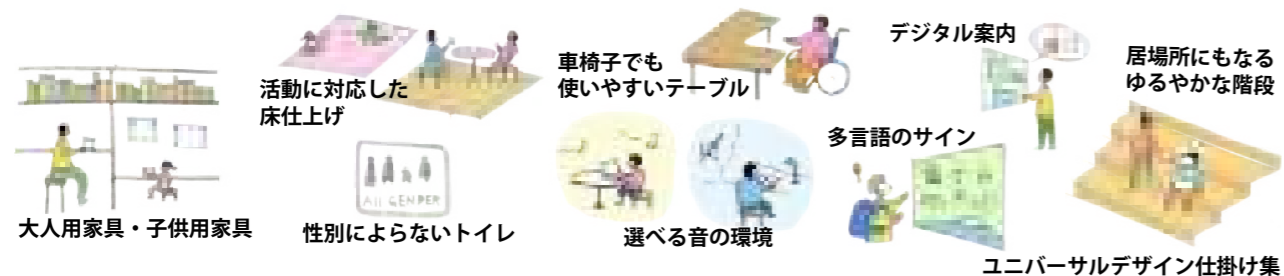 大人用家具・子供用家具
活動に対応した
床仕上げ
ALL GENDER
性別によらないトイレ
車椅子でも
使いやすいテーブル
選べる音の環境
デジタル案内
多言語のサイン
居場所にもなる
ゆるやかな階段
ユニバーサルデザイン仕掛け集